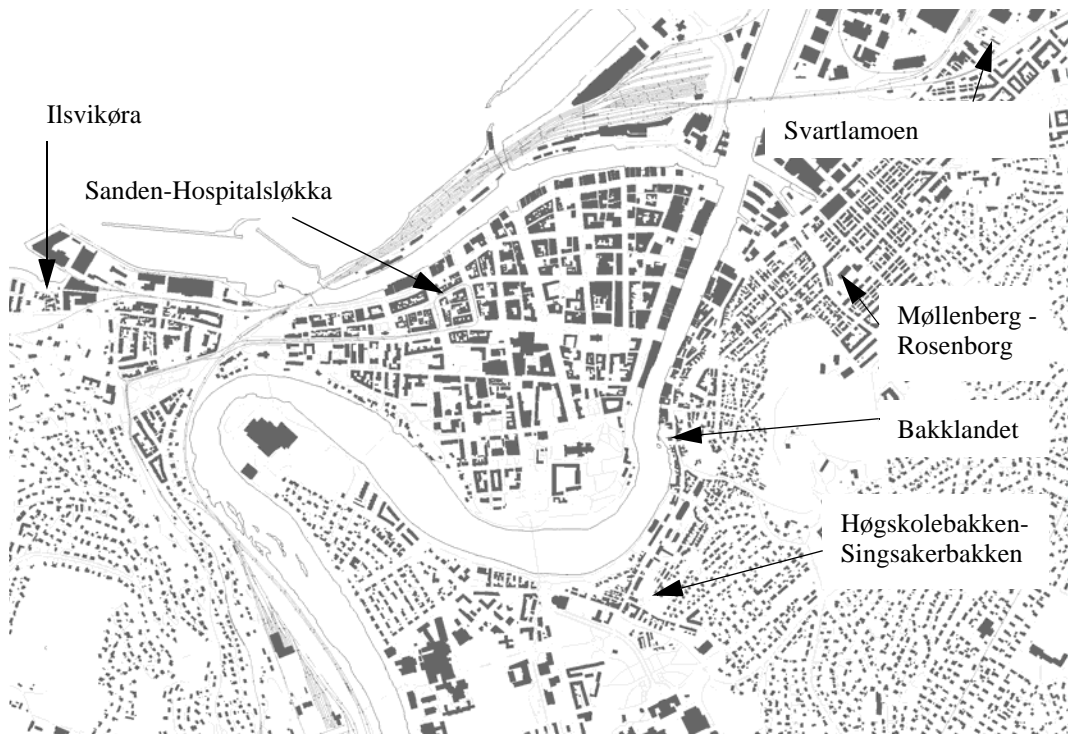 Ilsvikøra
Svartlamoen
Sanden-Hospitalsløkka
Møllenberg -
Rosenborg
Bakklandet
Høgskolebakken-
Singsakerbakken